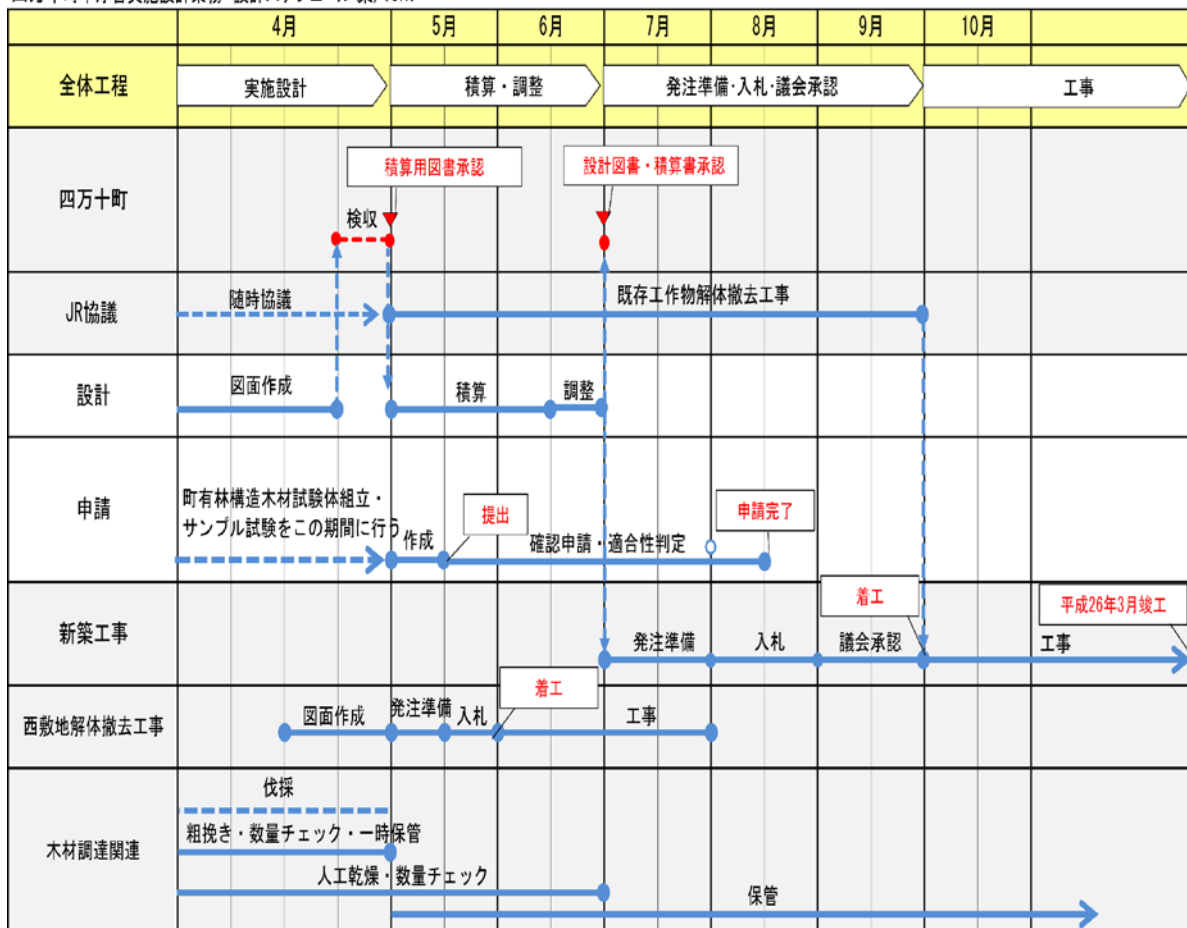 4月 5月 6月 7月 8月 9月 10月
全体工程 実施設計 積算・調整 発注準備・入札・議会承認 工事
積算用図書承認 設計図書・積算書承認
四万十町
検収
随時協議 既存工作物解体撤去工事
JR協議
図面作成 積算 調整
設計
町有林構造木材試験体組立・
サンプル試験をこの期間に行う
申請
提出 申請完了
作成 確認申請・適合性判定
着工 平成26年3月竣工
新築工事 発注準備 入札 議会承認 工事
着工
図面作成 発注準備 入札 工事
西敷地解体撤去工事
伐採
粗挽き・数量チェック・一時保管
木材調達関連
人工乾燥・数量チェック
保管